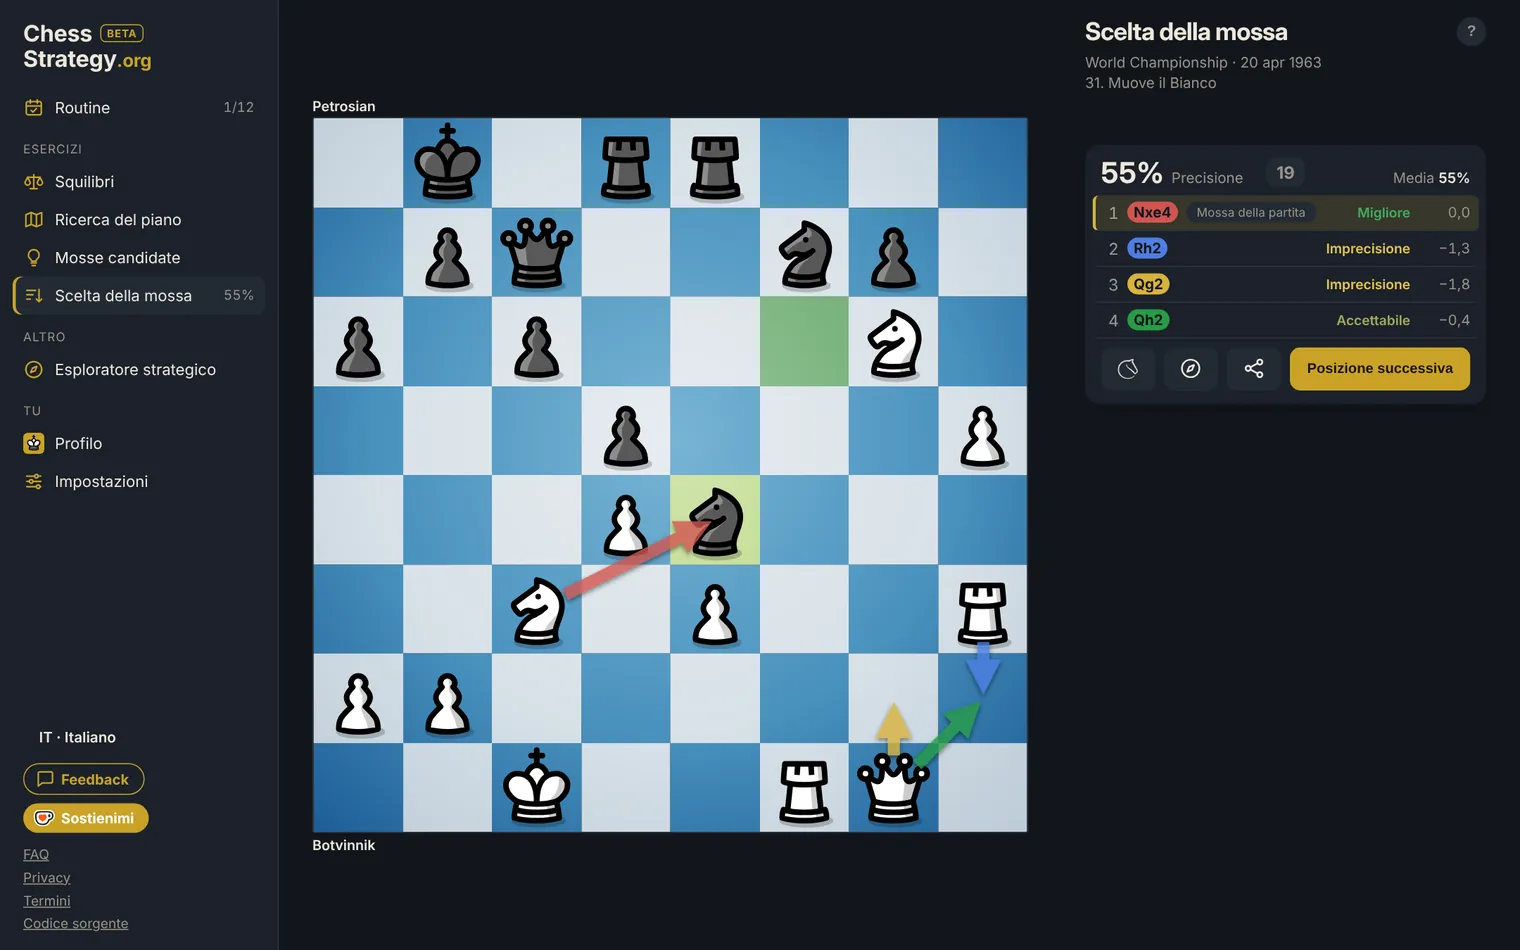 Chess BETA
Strategy.org
Routine 1/12
ESERCIZI
Squilibri
Ricerca del piano
Mosse candidate
Scelta della mossa 55%
ALTRO
Esploratore strategico
TU
Profilo
Impostazioni
IT · Italiano
Feedback
Sostienimi
FAQ
Privacy
Termini
Codice sorgente
Petrosian
Botvinnik
Scelta della mossa ?
World Championship · 20 apr 1963
31. Muove il Bianco
55% Precisione 19 Media 55%
1 Nxe4 Mossa della partita Migliore 0,0
2 Rh2 Imprecisione −1,3
3 Qg2 Imprecisione −1,8
4 Qh2 Accettabile −0,4
Posizione successiva